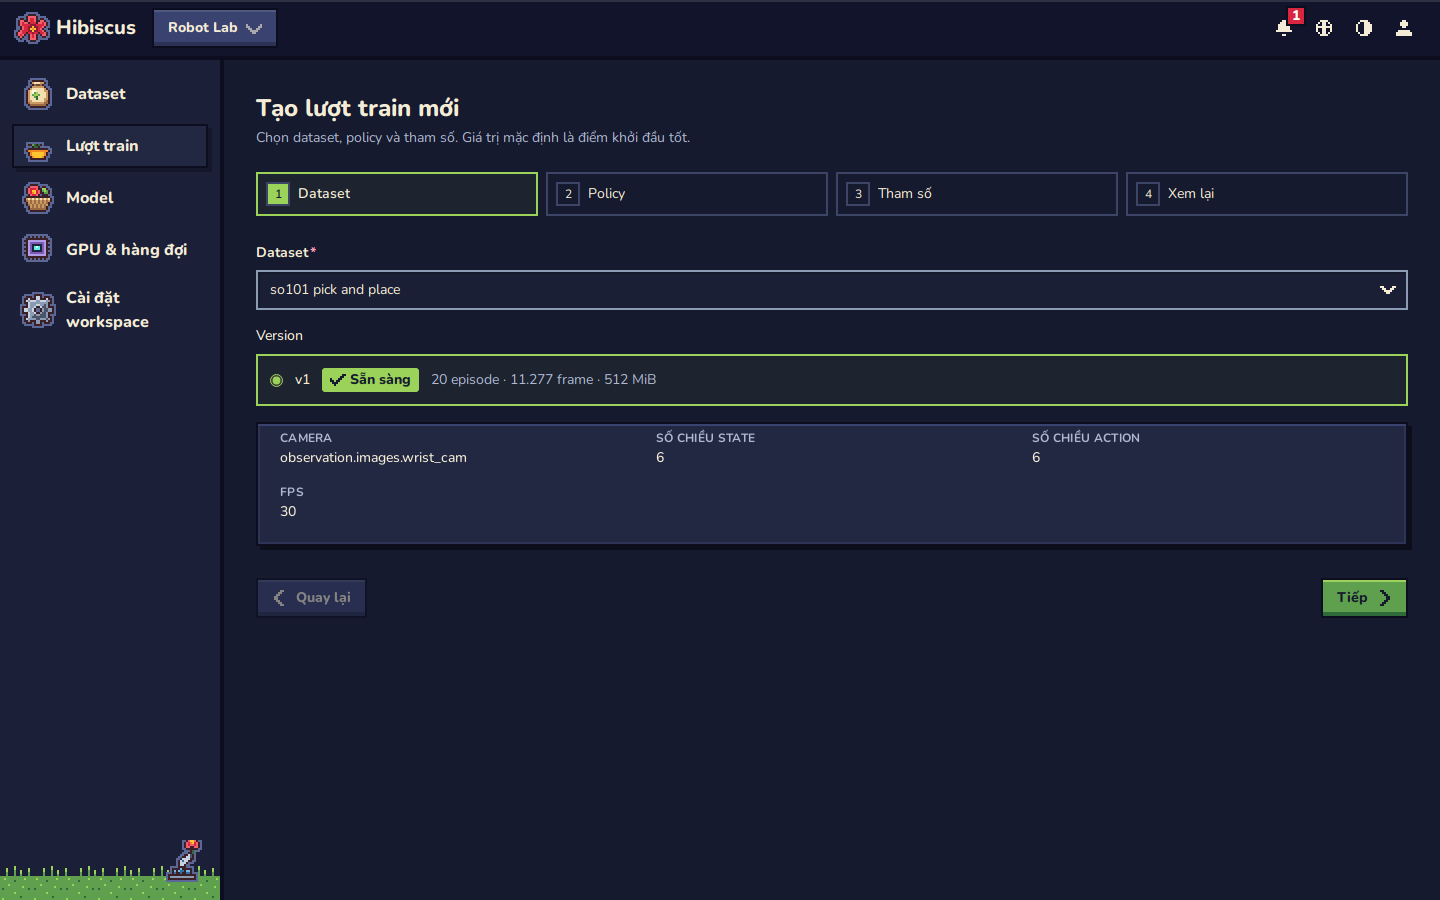 Hibiscus
Robot Lab
1
Dataset
Lượt train
Model
GPU & hàng đợi
Cài đặt
workspace
Tạo lượt train mới
Chọn dataset, policy và tham số. Giá trị mặc định là điểm khởi đầu tốt.
1 Dataset
2 Policy
3 Tham số
4 Xem lại
Dataset*
so101 pick and place
Version
v1 Sẵn sàng 20 episode · 11.277 frame · 512 MiB
CAMERA
observation.images.wrist_cam
SỐ CHIỀU STATE
6
SỐ CHIỀU ACTION
6
FPS
30
Quay lại
Tiếp